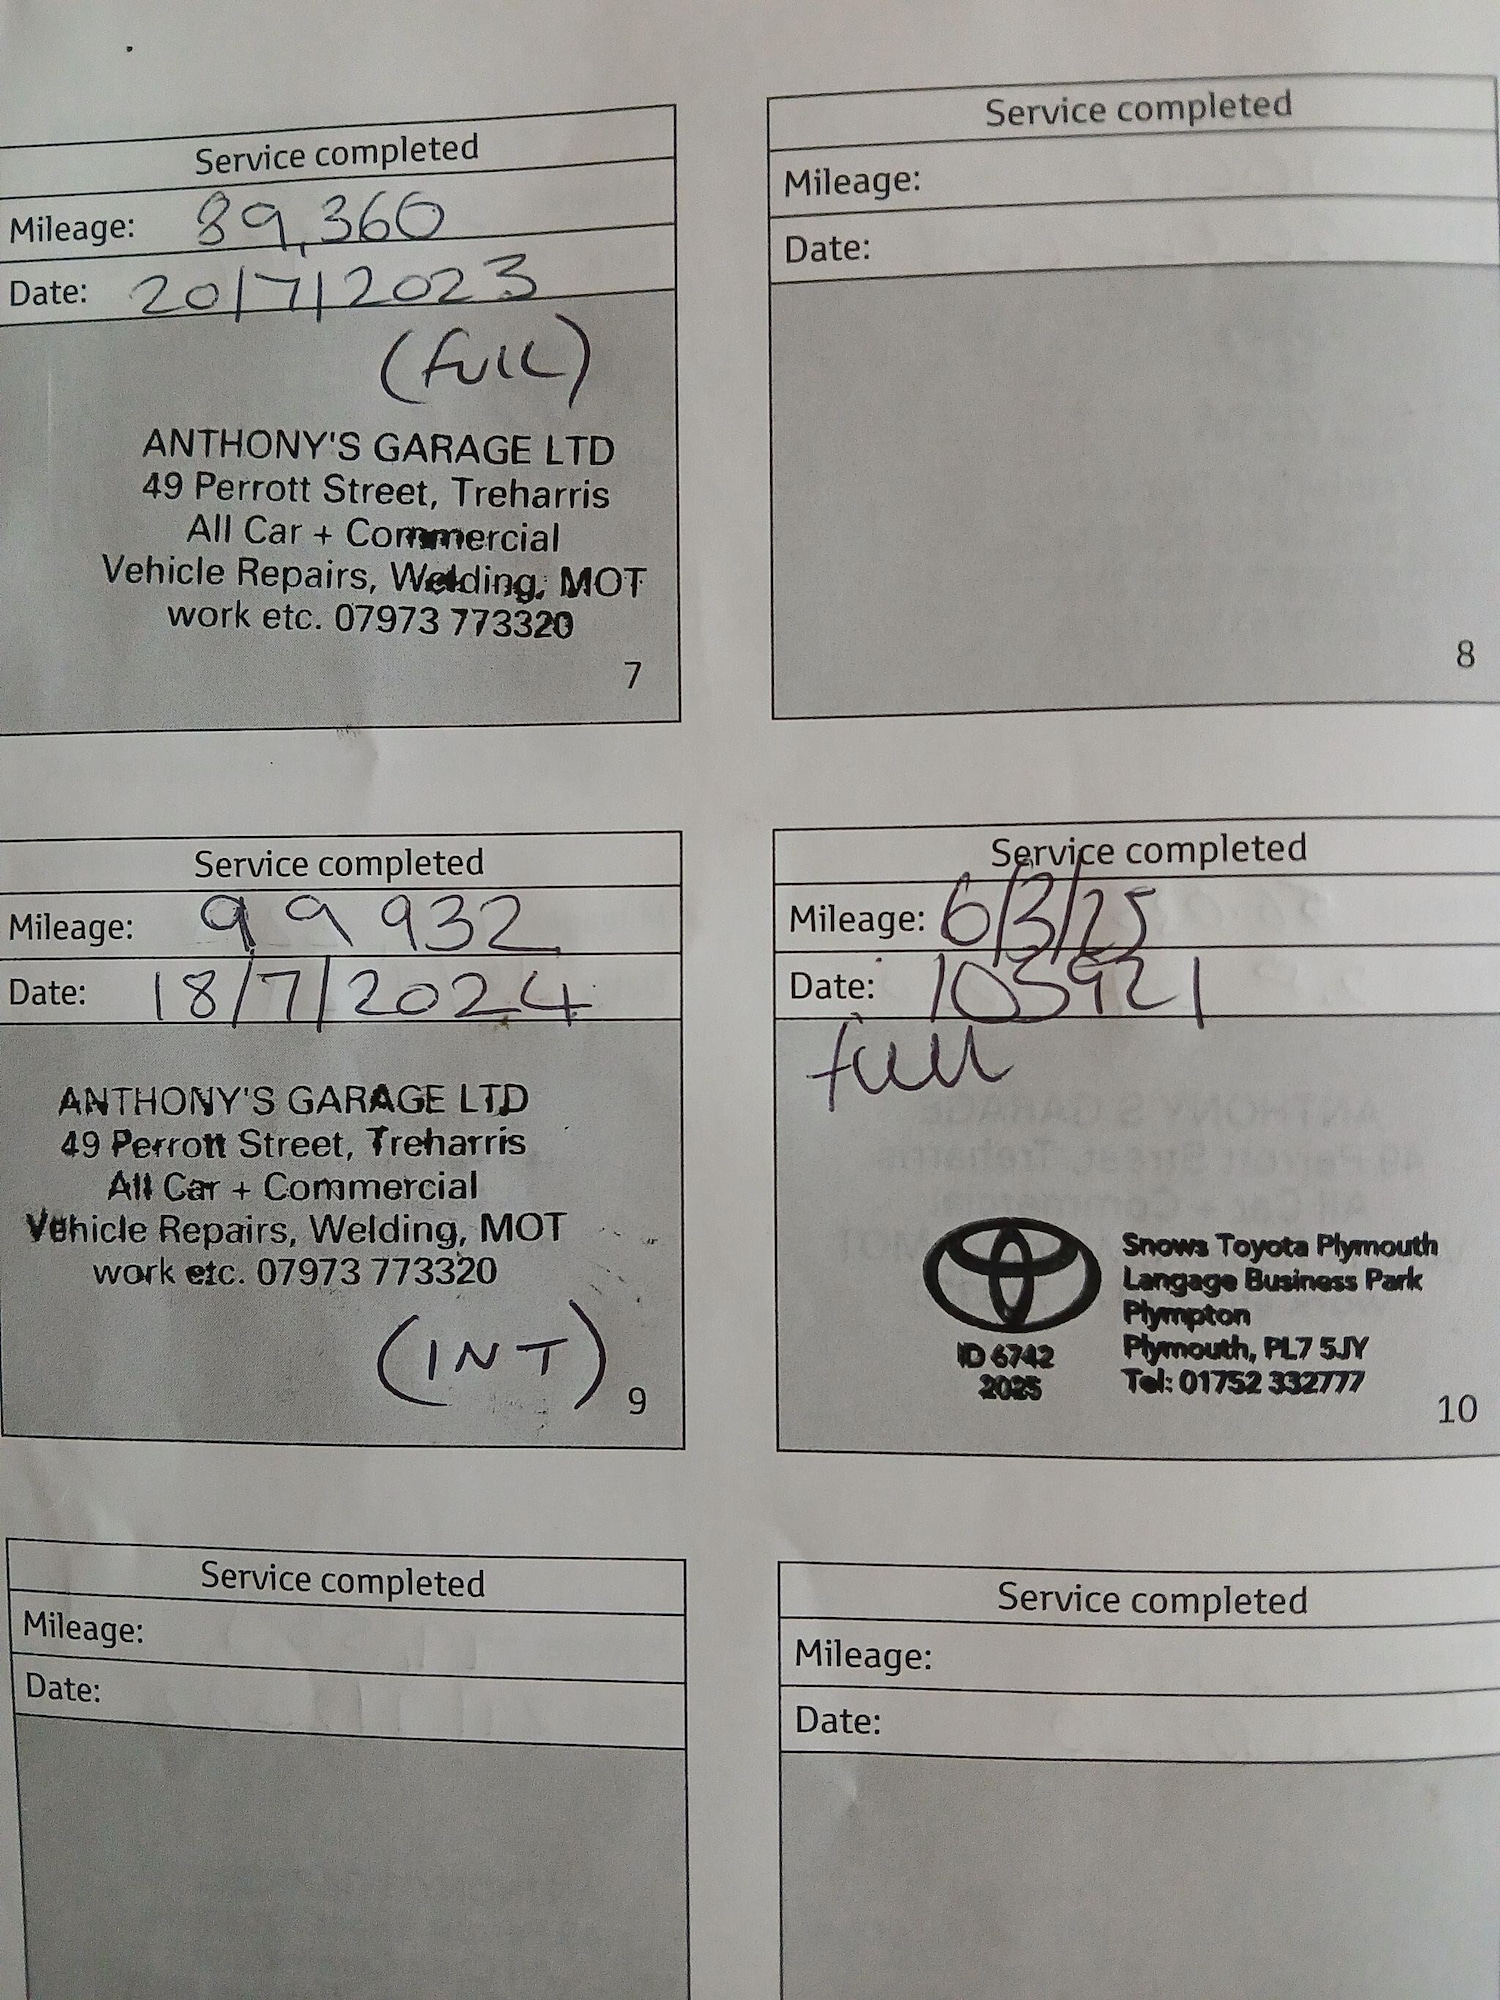 Service completed
Mileage: 89,360
Date: 20/7/2023
(FULL)
ANTHONY'S GARAGE LTD
49 Perrott Street, Treharris
All Car + Commercial
Vehicle Repairs, Welding, MOT
work etc. 07973 773320
7
Service completed
Mileage:
Date:
8
Service completed
Mileage: 99932
Date: 18/7/2024
ANTHONY'S GARAGE LTD
49 Perrott Street, Treharris
All Car + Commercial
Vehicle Repairs, Welding, MOT
work etc. 07973 773320
(INT)
9
Service completed
Mileage: 6/3/25
Date: 105921
full
Snows Toyota Plymouth
Langage Business Park
Plympton
Plymouth, PL7 5JY
Tel: 01752 332777
ID 6742
2025
10
Service completed
Mileage:
Date:
Service completed
Mileage:
Date: